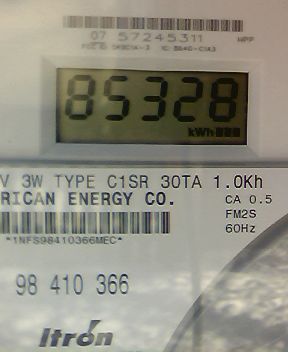 07 57245311
85328
kWh
V 3W TYPE C1SR 30TA 1.0Kh
RICAN ENERGY CO.
CA 0.5
FM2S
60Hz
*1NFS98410366MEC*
98 410 366
Itrón